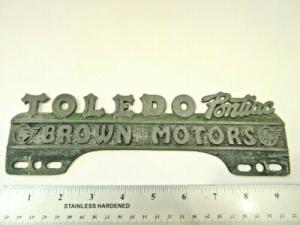 TOLEDO Pontiac
BROWN MOTORS
1 2 3 4 5 6 7 8 9
STAINLESS HARDENED